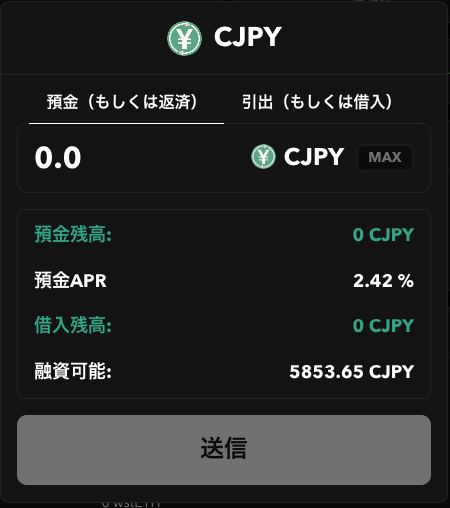 CJPY
預金（もしくは返済） 引出（もしくは借入）
0.0 CJPY MAX
預金残高: 0 CJPY
預金APR 2.42 %
借入残高: 0 CJPY
融資可能: 5853.65 CJPY
送信